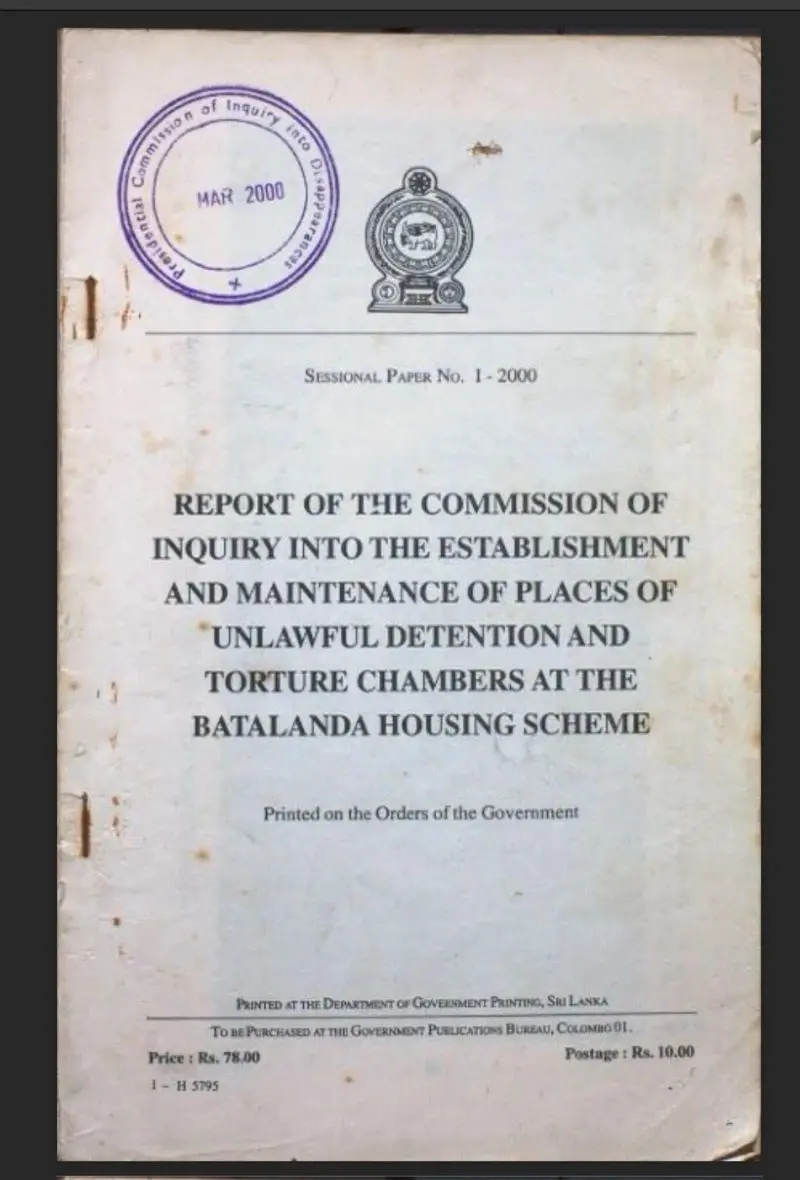 Presidential Commission of Inquiry into Disappearances
MAR 2000
SESSIONAL PAPER NO. I - 2000
REPORT OF THE COMMISSION OF
INQUIRY INTO THE ESTABLISHMENT
AND MAINTENANCE OF PLACES OF
UNLAWFUL DETENTION AND
TORTURE CHAMBERS AT THE
BATALANDA HOUSING SCHEME
Printed on the Orders of the Government
PRINTED AT THE DEPARTMENT OF GOVERNMENT PRINTING, SRI LANKA
TO BE PURCHASED AT THE GOVERNMENT PUBLICATIONS BUREAU, COLOMBO 01.
Price : Rs. 78.00
Postage : Rs. 10.00
1 – H 5795